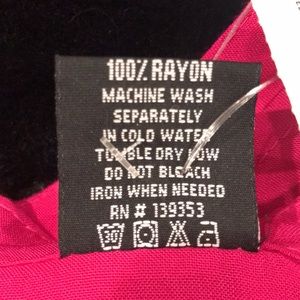 100% RAYON
MACHINE WASH
SEPARATELY
IN COLD WATER
TUMBLE DRY LOW
DO NOT BLEACH
IRON WHEN NEEDED
RN # 139353
30